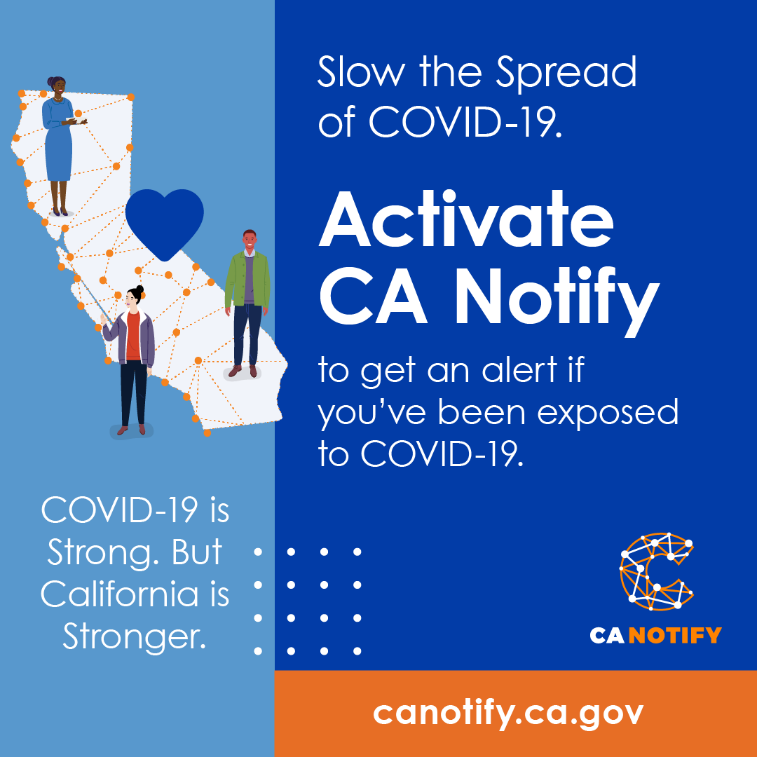 Slow the Spread
of COVID-19.
Activate
CA Notify
to get an alert if
you’ve been exposed
to COVID-19.
COVID-19 is
Strong. But
California is
Stronger.
CA NOTIFY
canotify.ca.gov